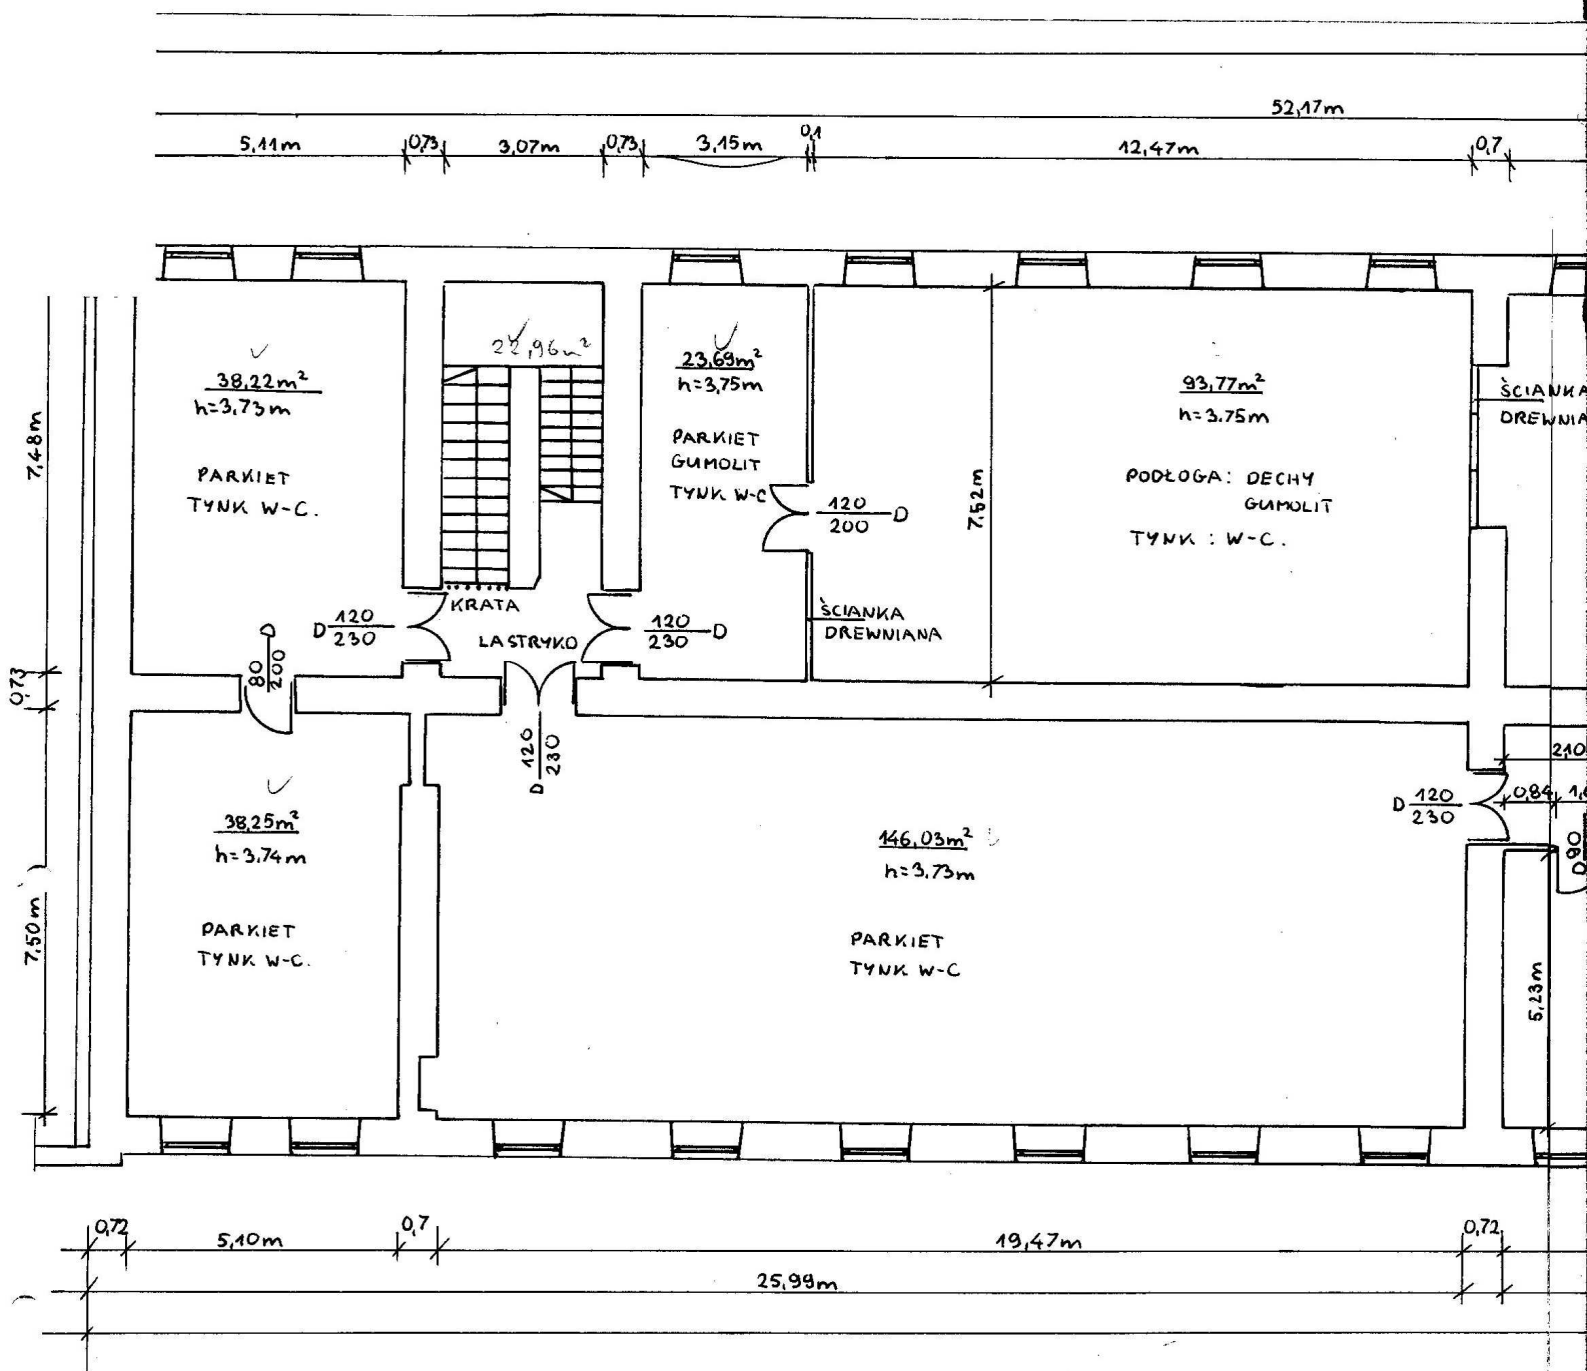 52,17m
5,11m
0,73
3,07m
0,73
3,15m
0,1
12,47m
0,7
22,96m²
23,69m²
h=3,75m
PARKIET
GUMOLIT
TYNK W-C
38,22m²
h=3,73m
PARKIET
TYNK W-C.
93,77m²
h=3.75m
PODŁOGA: DECHY
GUMOLIT
TYNK : W-C.
ŚCIANKA
DREWNIA
7,48m
7,52m
120
200
D
KRATA
LASTRYKO
D
120
230
120
230
D
ŚCIANKA
DREWNIANA
D
80
200
0,73
120
230
D
2,10
0,84
D
120
230
D 90
38,25m²
h=3,74m
PARKIET
TYNK W-C.
146,03m²
h=3,73m
PARKIET
TYNK W-C
7,50m
5,23m
0,72
5,10m
0,7
19,47m
0,72
25,99m